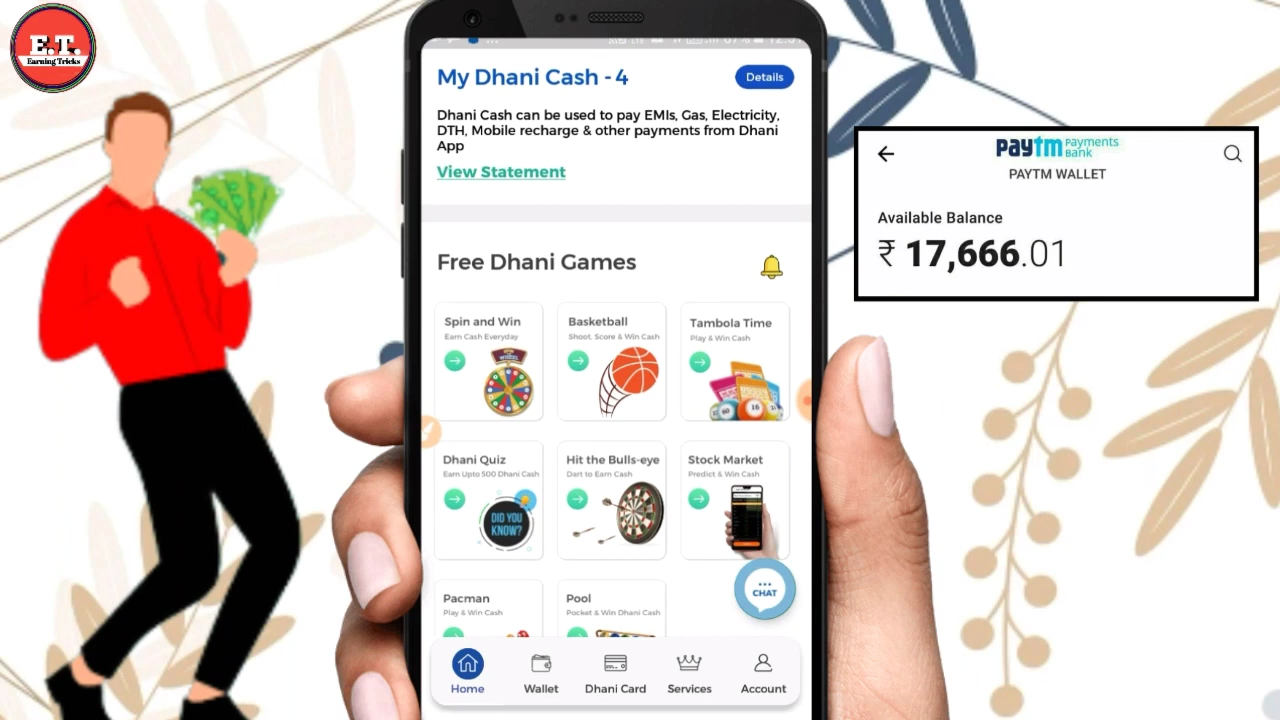 E.T.
Earning Tricks
My Dhani Cash - 4
Details
Dhani Cash can be used to pay EMIs, Gas, Electricity,
DTH, Mobile recharge & other payments from Dhani
App
View Statement
Free Dhani Games
Spin and Win
Earn Cash Everyday
Basketball
Shoot, Score & Win Cash
Tambola Time
Play & Win Cash
Dhani Quiz
Earn Upto 500 Dhani Cash
DID YOU
KNOW?
Hit the Bulls-eye
Dart to Earn Cash
Stock Market
Predict & Win Cash
Pacman
Play & Win Cash
Pool
Pocket & Win Dhani Cash
CHAT
Home
Wallet
Dhani Card
Services
Account
paytm Payments
Bank
PAYTM WALLET
Available Balance
₹ 17,666.01